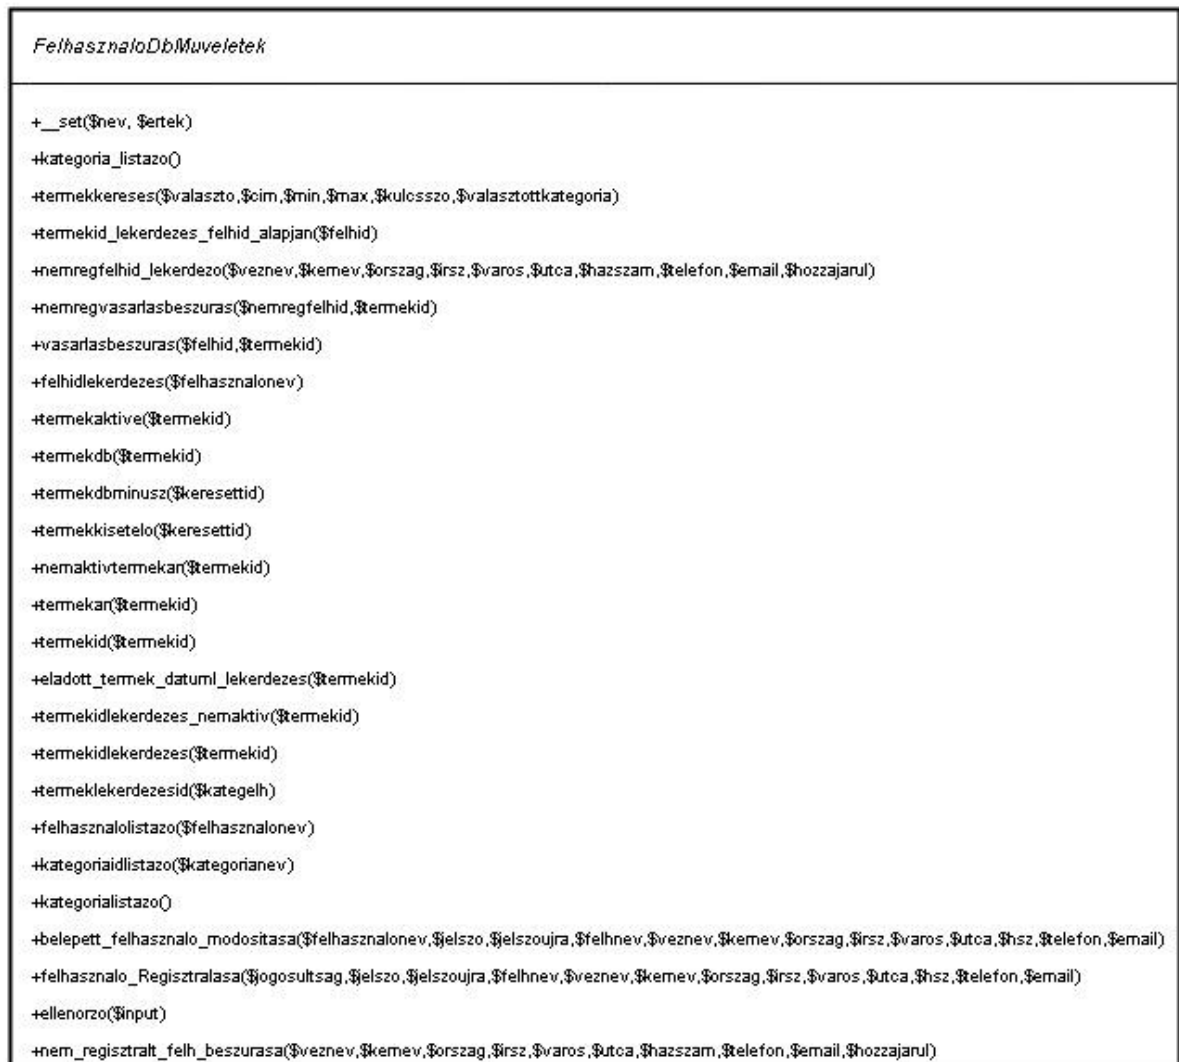 FelhasznaloDbMuveletek
+__set($nev, $ertek)
+kategoria_listazo()
+termekkereses($valaszto,$cim,$min,$max,$kulcsszo,$valasztottkategoria)
+termekid_lekerdezes_felhid_alapjan($felhid)
+nemregfelhid_lekerdezo($veznev,$kernev,$orszag,$irsz,$varos,$utca,$hazszam,$telefon,$email,$hozzajarul)
+nemregvasarlasbeszuras($nemregfelhid,$termekid)
+vasarlasbeszuras($felhid,$termekid)
+felhidlekerdezes($felhasznalonev)
+termekaktive($termekid)
+termekdb($termekid)
+termekdbminusz($keresettid)
+termekkisetelo($keresettid)
+nemaktivtermekar($termekid)
+termekar($termekid)
+termekid($termekid)
+eladott_termek_datuml_lekerdezes($termekid)
+termekidlekerdezes_nemaktiv($termekid)
+termekidlekerdezes($termekid)
+termeklekerdezesid($kategelh)
+felhasznalolistazo($felhasznalonev)
+kategoriaidlistazo($kategorianev)
+kategorialistazo()
+belepett_felhasznalo_modositasa($felhasznalonev,$jelszo,$jelszoujra,$felhnev,$veznev,$kernev,$orszag,$irsz,$varos,$utca,$hsz,$telefon,$email)
+felhasznalo_Regisztralasa($jogosultsag,$jelszo,$jelszoujra,$felhnev,$veznev,$kernev,$orszag,$irsz,$varos,$utca,$hsz,$telefon,$email)
+ellenorzo($input)
+nem_regisztralt_felh_beszurasa($veznev,$kernev,$orszag,$irsz,$varos,$utca,$hazszam,$telefon,$email,$hozzajarul)